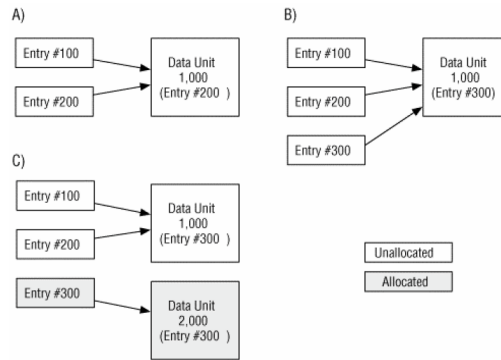 A)
Entry #100
Entry #200
Data Unit
1,000
(Entry #200 )
B)
Entry #100
Entry #200
Entry #300
Data Unit
1,000
(Entry #300)
C)
Entry #100
Entry #200
Entry #300
Data Unit
1,000
(Entry #300 )
Data Unit
2,000
(Entry #300 )
Unallocated
Allocated